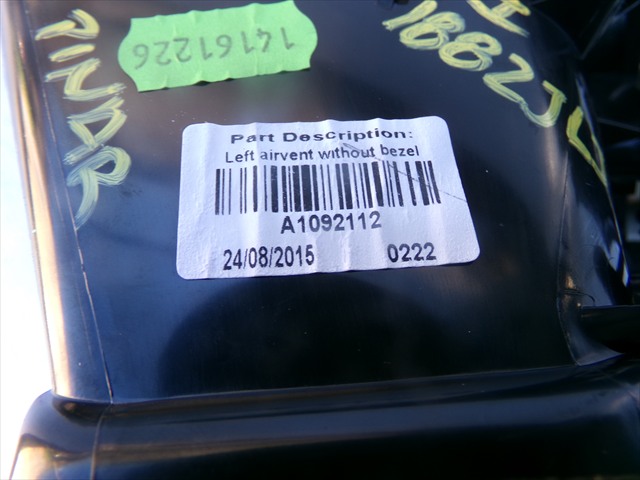 14161226
Part Description:
Left airvent without bezel
A1092112
24/08/2015 0222